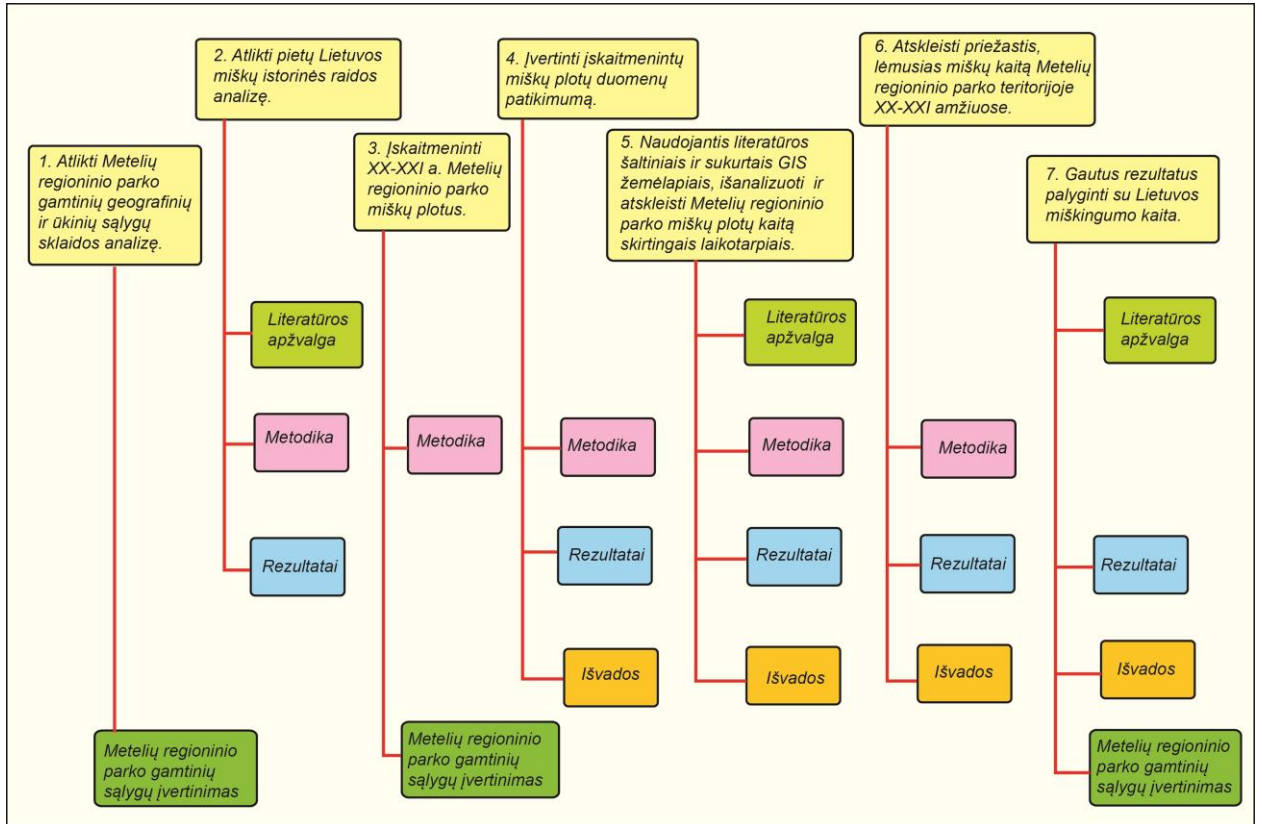 1. Atlikti Metelių
regioninio parko
gamtinių geografinių
ir ūkinių sąlygų
sklaidos analizę.
Metelių regioninio
parko gamtinių
sąlygų įvertinimas
2. Atlikti pietų Lietuvos
miškų istorinės raidos
analizę.
Literatūros
apžvalga
Metodika
Rezultatai
3. Įskaitmeninti
XX-XXI a. Metelių
regioninio parko
miškų plotus.
Metodika
Metelių regioninio
parko gamtinių
sąlygų įvertinimas
4. Įvertinti įskaitmenintų
miškų plotų duomenų
patikimumą.
Metodika
Rezultatai
Išvados
5. Naudojantis literatūros
šaltiniais ir sukurtais GIS
žemėlapiais, išanalizuoti ir
atskleisti Metelių regioninio
parko miškų plotų kaitą
skirtingais laikotarpiais.
Literatūros
apžvalga
Metodika
Rezultatai
Išvados
6. Atskleisti priežastis,
lėmusias miškų kaitą Metelių
regioninio parko teritorijoje
XX-XXI amžiuose.
Metodika
Rezultatai
Išvados
7. Gautus rezultatus
palyginti su Lietuvos
miškingumo kaita.
Literatūros
apžvalga
Rezultatai
Išvados
Metelių regioninio
parko gamtinių
sąlygų įvertinimas